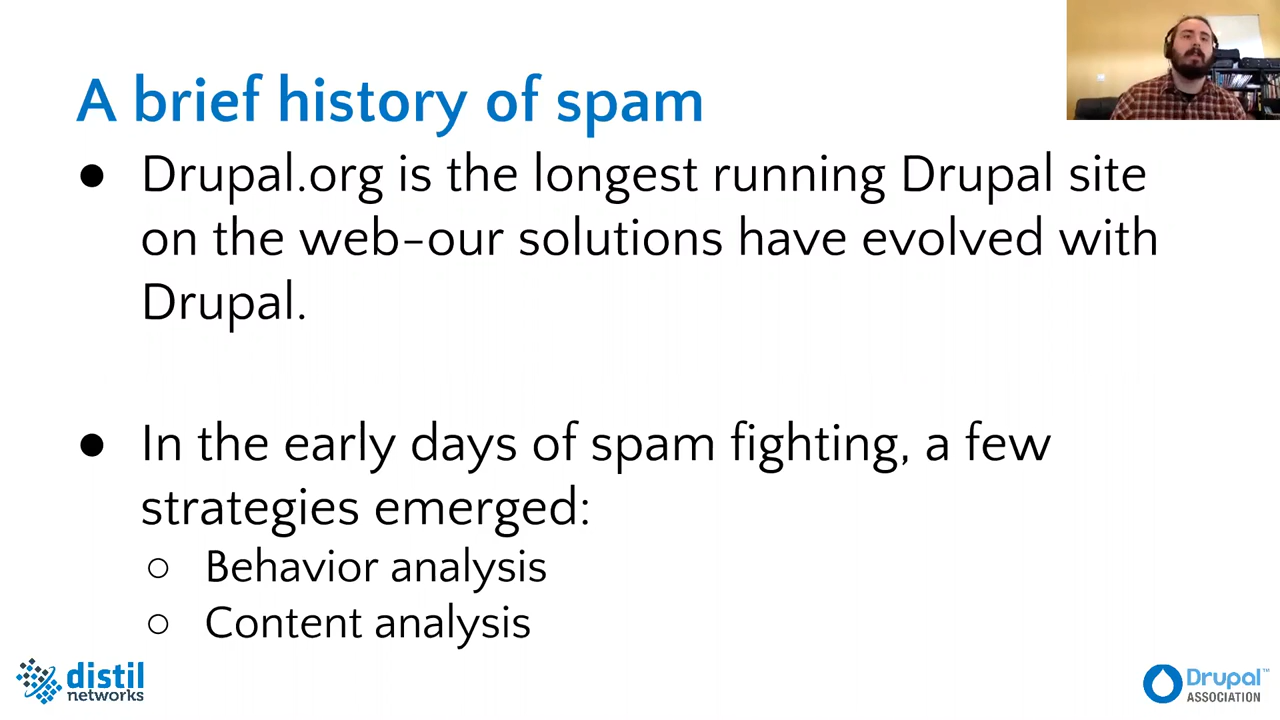 A brief history of spam
● Drupal.org is the longest running Drupal site
on the web–our solutions have evolved with
Drupal.
● In the early days of spam fighting, a few
strategies emerged:
○ Behavior analysis
○ Content analysis
distil
networks
Drupal™
ASSOCIATION